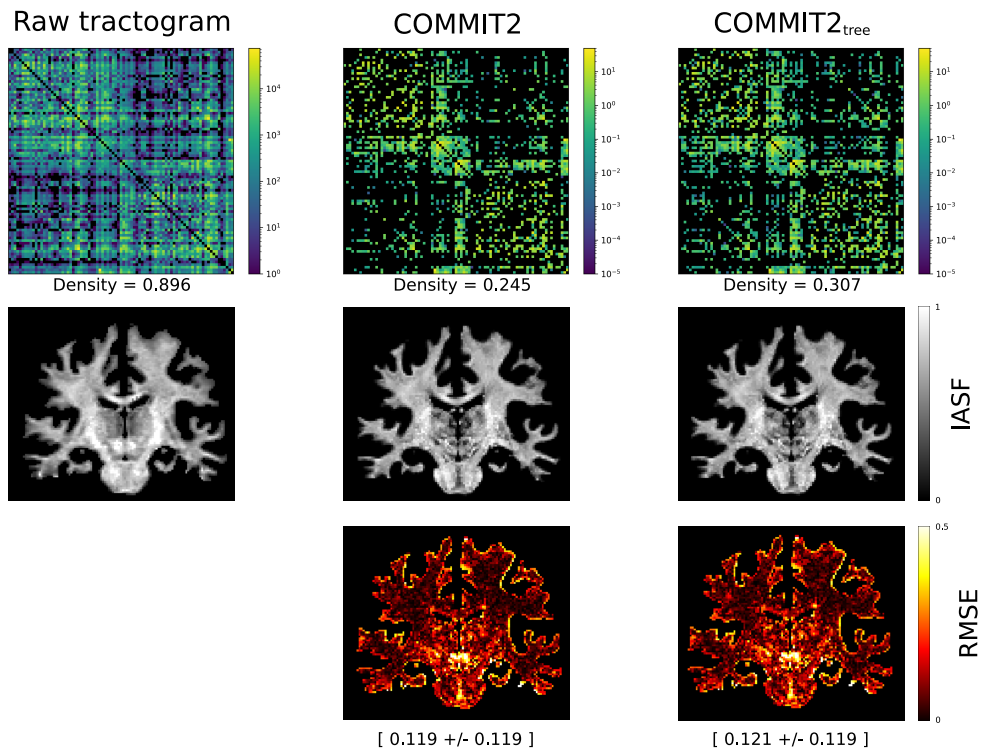 Raw tractogram
COMMIT2
COMMIT2tree
10⁴
10³
10²
10¹
10⁰
10¹
10⁰
10⁻¹
10⁻²
10⁻³
10⁻⁴
10⁻⁵
10¹
10⁰
10⁻¹
10⁻²
10⁻³
10⁻⁴
10⁻⁵
Density = 0.896
Density = 0.245
Density = 0.307
1
IASF
0
0.5
RMSE
0
[ 0.119 +/- 0.119 ]
[ 0.121 +/- 0.119 ]